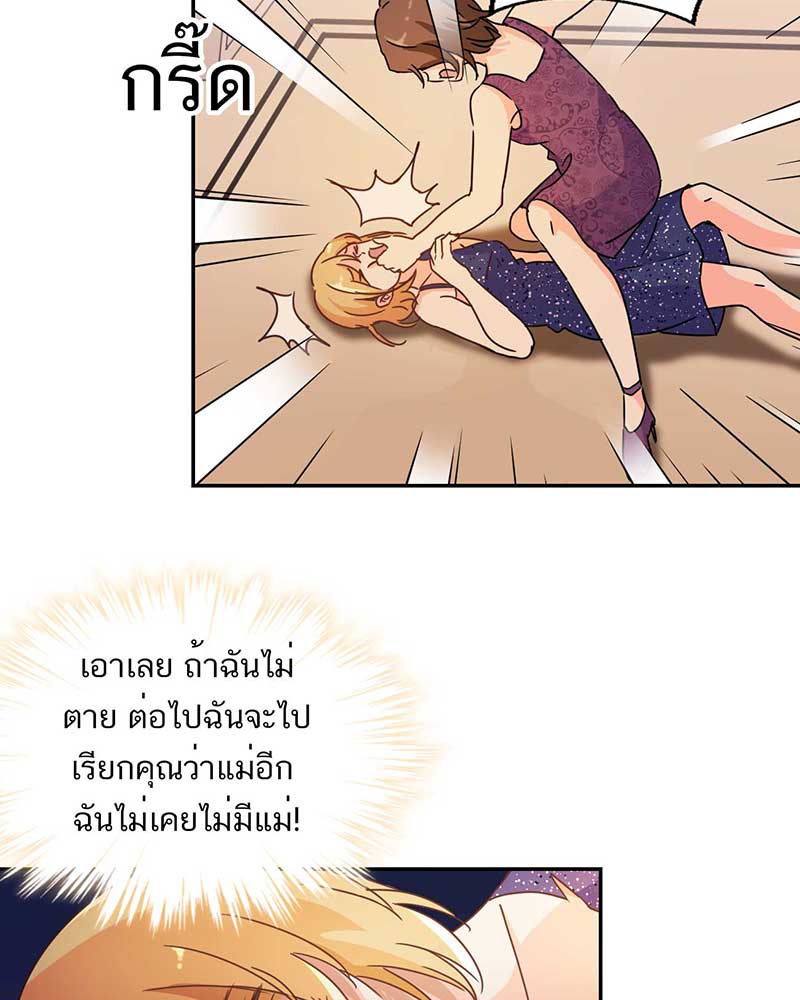 กรี๊ด
เอาเลย ถ้าฉันไม่
ตาย ต่อไปฉันจะไป
เรียกคุณว่าแม่อีก
ฉันไม่เคยไม่มีแม่!